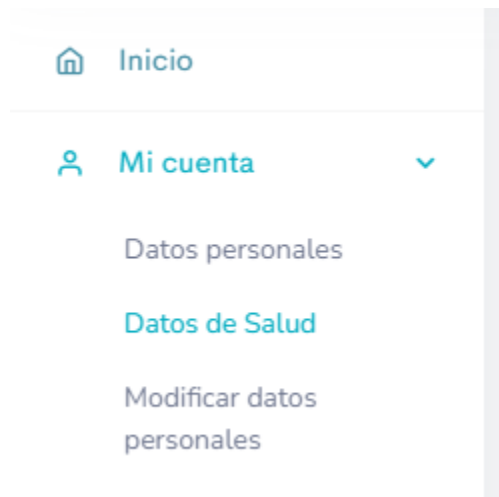 Inicio
Mi cuenta
Datos personales
Datos de Salud
Modificar datos
personales